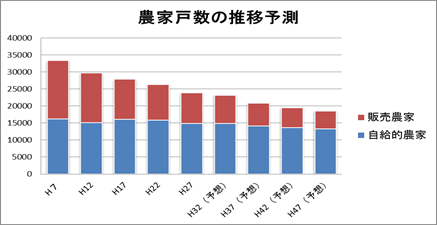 農家戸数の推移予測
40000
35000
30000
25000
20000
15000
10000
5000
0
H7
H12
H17
H22
H27
H32（予想）
H37（予想）
H42（予想）
H47（予想）
販売農家
自給的農家